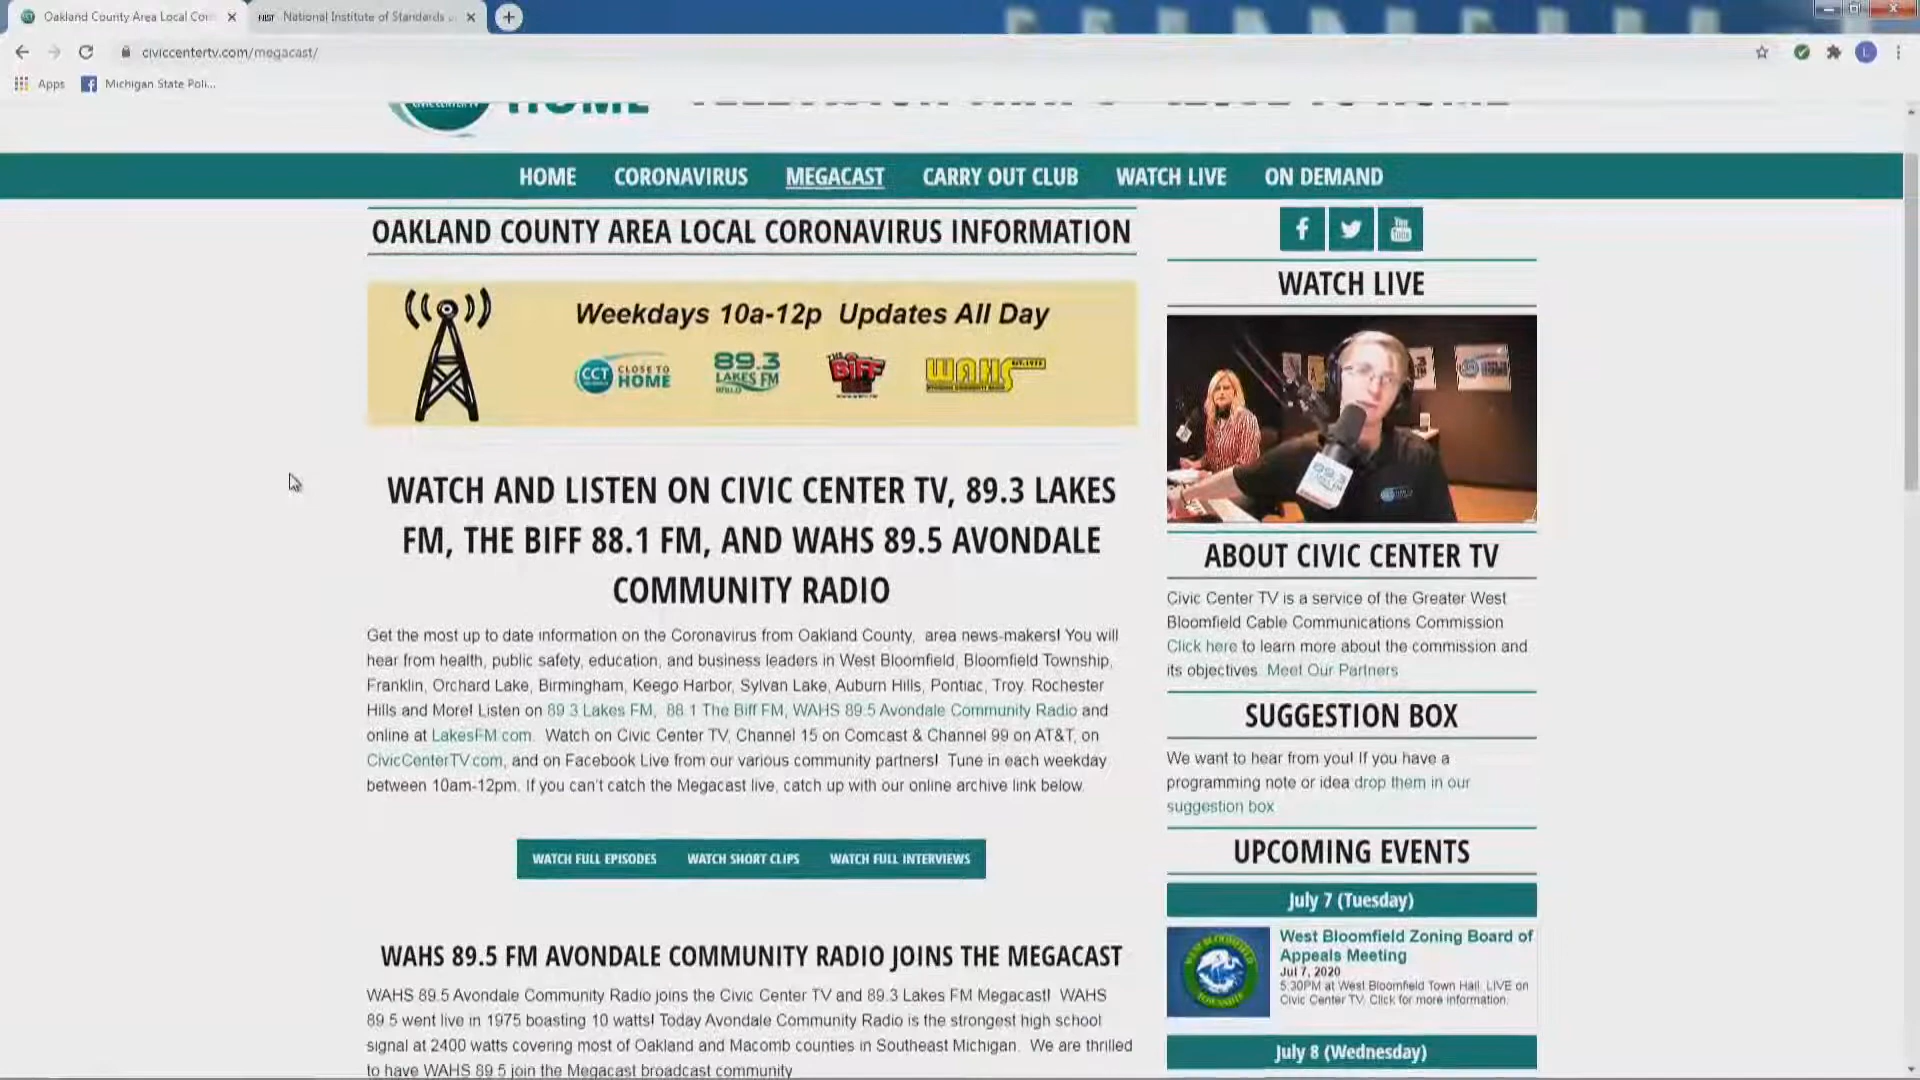 Oakland County Area Local Cor
NIST National Institute of Standards
civiccentertv.com/megacast/
Apps
Michigan State Poli...
HOME
HOME CORONAVIRUS MEGACAST CARRY OUT CLUB WATCH LIVE ON DEMAND
OAKLAND COUNTY AREA LOCAL CORONAVIRUS INFORMATION
Weekdays 10a-12p Updates All Day
CCT CLOSE TO HOME
89.3 LAKES FM
THE BIFF
WAHS
WATCH AND LISTEN ON CIVIC CENTER TV, 89.3 LAKES
FM, THE BIFF 88.1 FM, AND WAHS 89.5 AVONDALE
COMMUNITY RADIO
Get the most up to date information on the Coronavirus from Oakland County, area news-makers! You will
hear from health, public safety, education, and business leaders in West Bloomfield, Bloomfield Township,
Franklin, Orchard Lake, Birmingham, Keego Harbor, Sylvan Lake, Auburn Hills, Pontiac, Troy, Rochester
Hills and More! Listen on 89.3 Lakes FM, 88.1 The Biff FM, WAHS 89.5 Avondale Community Radio and
online at LakesFM.com. Watch on Civic Center TV, Channel 15 on Comcast & Channel 99 on AT&T, on
CivicCenterTV.com, and on Facebook Live from our various community partners! Tune in each weekday
between 10am-12pm. If you can't catch the Megacast live, catch up with our online archive link below.
WATCH FULL EPISODES WATCH SHORT CLIPS WATCH FULL INTERVIEWS
WAHS 89.5 FM AVONDALE COMMUNITY RADIO JOINS THE MEGACAST
WAHS 89.5 Avondale Community Radio joins the Civic Center TV and 89.3 Lakes FM Megacast! WAHS
89.5 went live in 1975 boasting 10 watts! Today Avondale Community Radio is the strongest high school
signal at 2400 watts covering most of Oakland and Macomb counties in Southeast Michigan. We are thrilled
to have WAHS 89.5 join the Megacast broadcast community
You Tube
WATCH LIVE
89.3
ABOUT CIVIC CENTER TV
Civic Center TV is a service of the Greater West
Bloomfield Cable Communications Commission
Click here to learn more about the commission and
its objectives. Meet Our Partners
SUGGESTION BOX
We want to hear from you! If you have a
programming note or idea drop them in our
suggestion box
UPCOMING EVENTS
July 7 (Tuesday)
WEST BLOOMFIELD TOWNSHIP
West Bloomfield Zoning Board of
Appeals Meeting
Jul 7, 2020
5:30PM at West Bloomfield Town Hall. LIVE on
Civic Center TV. Click for more information.
July 8 (Wednesday)